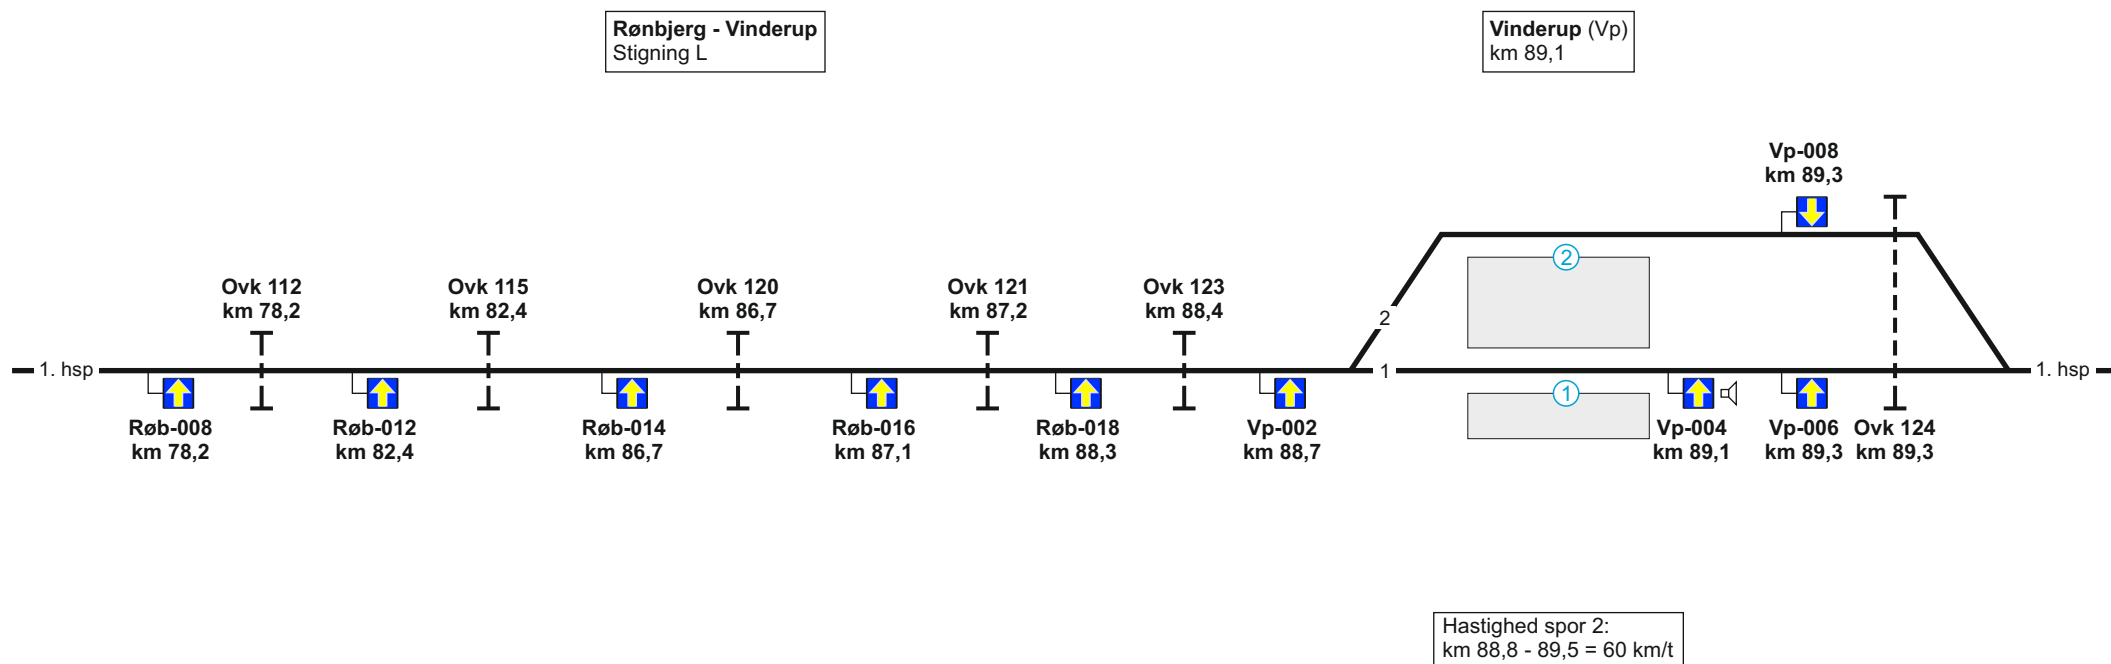 Rønbjerg - Vinderup
Stigning L
Vinderup (Vp)
km 89,1
Vp-008
km 89,3
Ovk 112
km 78,2
Ovk 115
km 82,4
Ovk 120
km 86,7
Ovk 121
km 87,2
Ovk 123
km 88,4
2
2
1. hsp
1
1. hsp
1
Røb-008
km 78,2
Røb-012
km 82,4
Røb-014
km 86,7
Røb-016
km 87,1
Røb-018
km 88,3
Vp-002
km 88,7
Vp-004
km 89,1
Vp-006
km 89,3
Ovk 124
km 89,3
Hastighed spor 2:
km 88,8 - 89,5 = 60 km/t